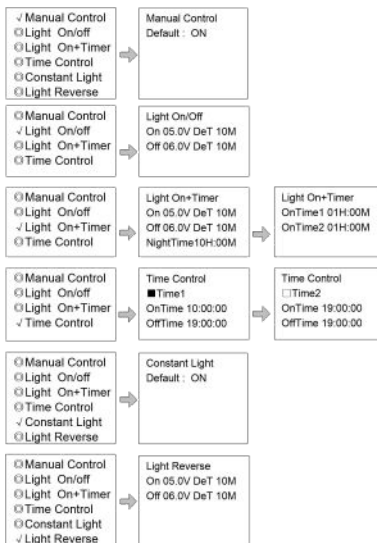 √ Manual Control
◎Light On/off
◎Light On+Timer
◎Time Control
◎Constant Light
◎Light Reverse
Manual Control
Default : ON
◎Manual Control
√ Light On/off
◎Light On+Timer
◎Time Control
Light On/Off
On 05.0V DeT 10M
Off 06.0V DeT 10M
◎Manual Control
◎Light On/off
√ Light On+Timer
◎Time Control
Light On+Timer
On 05.0V DeT 10M
Off 06.0V DeT 10M
NightTime10H:00M
Light On+Timer
OnTime1 01H:00M
OnTime2 01H:00M
◎Manual Control
◎Light On/off
◎Light On+Timer
√ Time Control
Time Control
■Time1
OnTime 10:00:00
OffTime 19:00:00
Time Control
□Time2
OnTime 19:00:00
OffTime 19:00:00
◎Manual Control
◎Light On/off
◎Light On+Timer
◎Time Control
√ Constant Light
◎Light Reverse
Constant Light
Default : ON
◎Manual Control
◎Light On/off
◎Light On+Timer
◎Time Control
◎Constant Light
√ Light Reverse
Light Reverse
On 05.0V DeT 10M
Off 06.0V DeT 10M